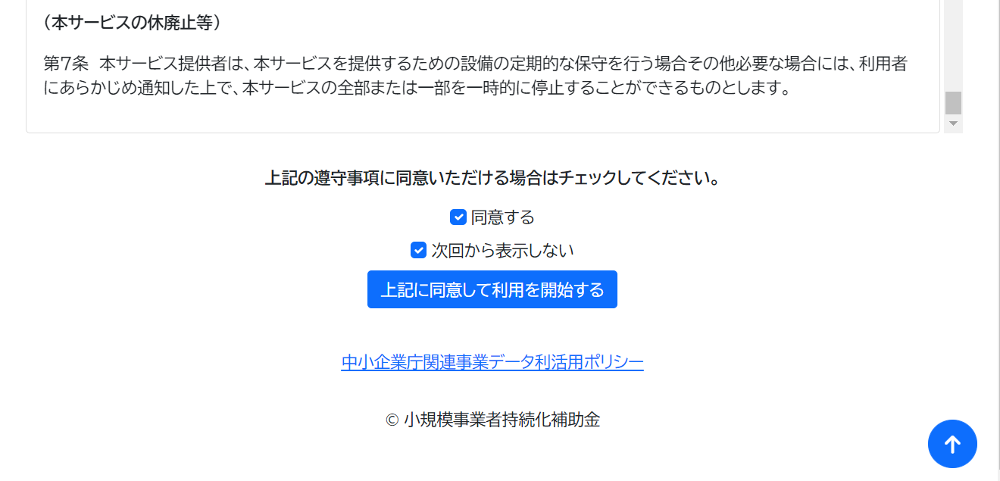 （本サービスの休廃止等）
第7条　本サービス提供者は、本サービスを提供するための設備の定期的な保守を行う場合その他必要な場合には、利用者
にあらかじめ通知した上で、本サービスの全部または一部を一時的に停止することができるものとします。
上記の遵守事項に同意いただける場合はチェックしてください。
同意する
次回から表示しない
上記に同意して利用を開始する
中小企業庁関連事業データ利活用ポリシー
© 小規模事業者持続化補助金